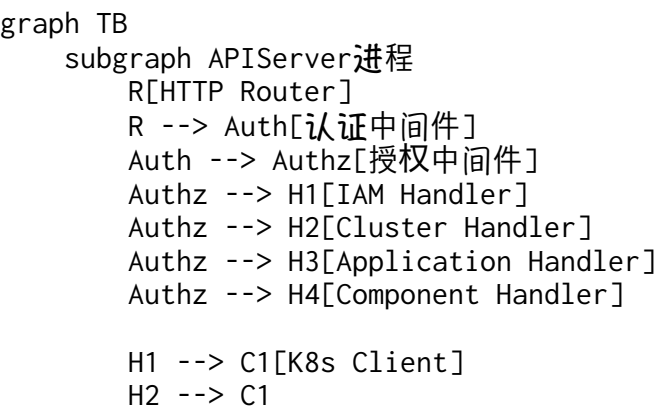 graph TB
    subgraph APIServer进程
        R[HTTP Router]
        R --> Auth[认证中间件]
        Auth --> Authz[授权中间件]
        Authz --> H1[IAM Handler]
        Authz --> H2[Cluster Handler]
        Authz --> H3[Application Handler]
        Authz --> H4[Component Handler]

        H1 --> C1[K8s Client]
        H2 --> C1